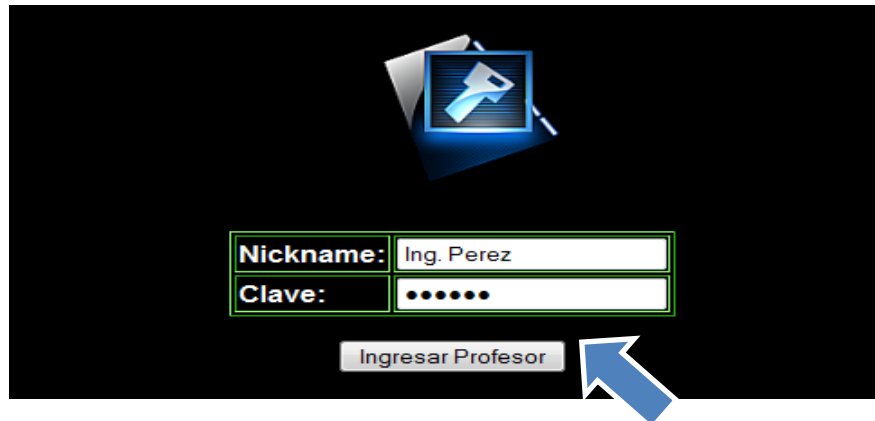 Nickname: Ing. Perez
Clave: ●●●●●●
Ingresar Profesor